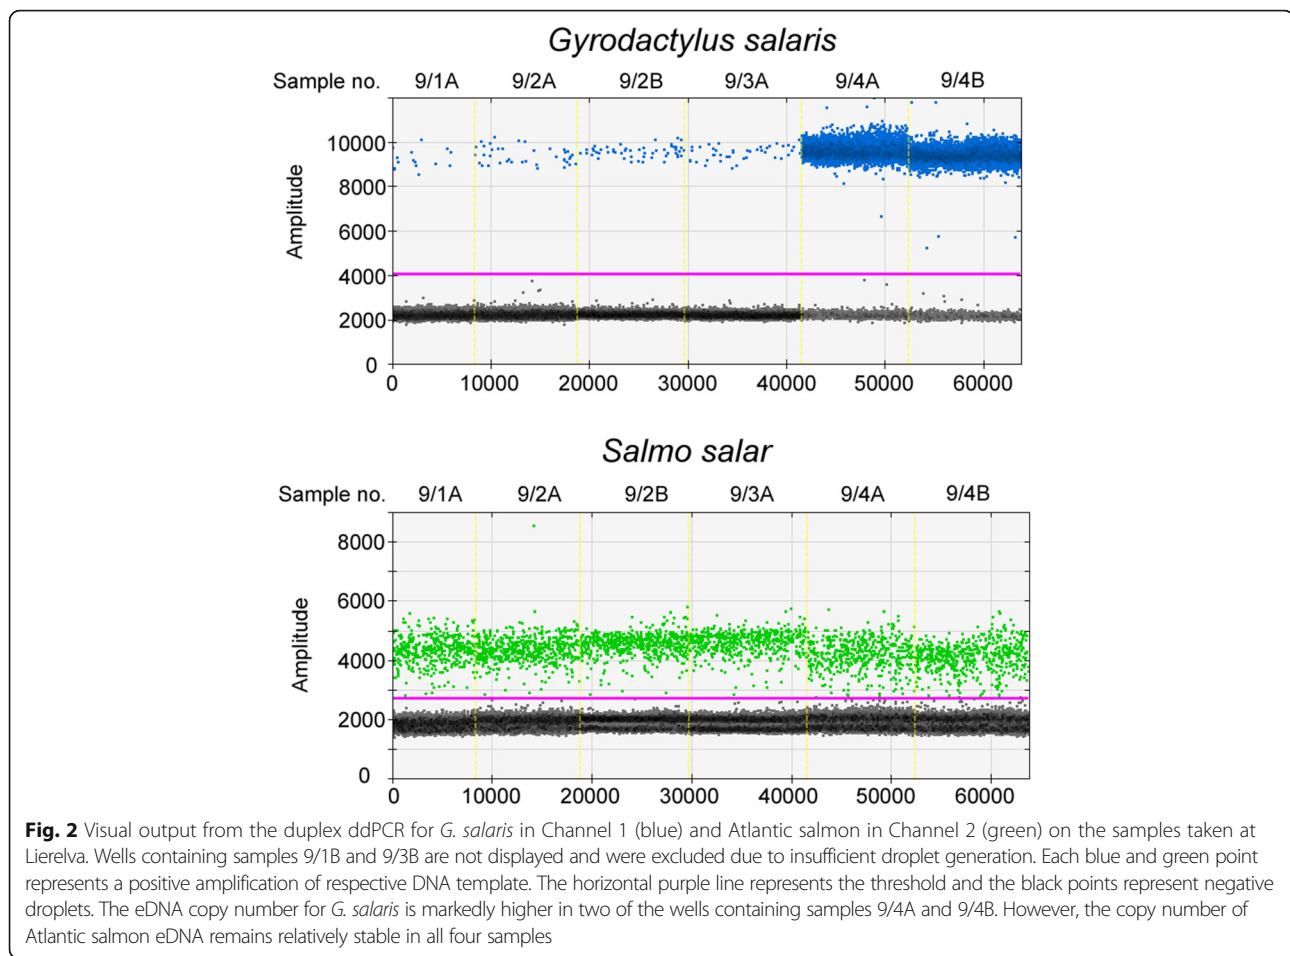 Gyrodactylus salaris
Sample no. 9/1A 9/2A 9/2B 9/3A 9/4A 9/4B
Amplitude
10000
8000
6000
4000
2000
0
0 10000 20000 30000 40000 50000 60000
Salmo salar
Sample no. 9/1A 9/2A 9/2B 9/3A 9/4A 9/4B
Amplitude
8000
6000
4000
2000
0
0 10000 20000 30000 40000 50000 60000
Fig. 2 Visual output from the duplex ddPCR for G. salaris in Channel 1 (blue) and Atlantic salmon in Channel 2 (green) on the samples taken at
Lierelva. Wells containing samples 9/1B and 9/3B are not displayed and were excluded due to insufficient droplet generation. Each blue and green point
represents a positive amplification of respective DNA template. The horizontal purple line represents the threshold and the black points represent negative
droplets. The eDNA copy number for G. salaris is markedly higher in two of the wells containing samples 9/4A and 9/4B. However, the copy number of
Atlantic salmon eDNA remains relatively stable in all four samples